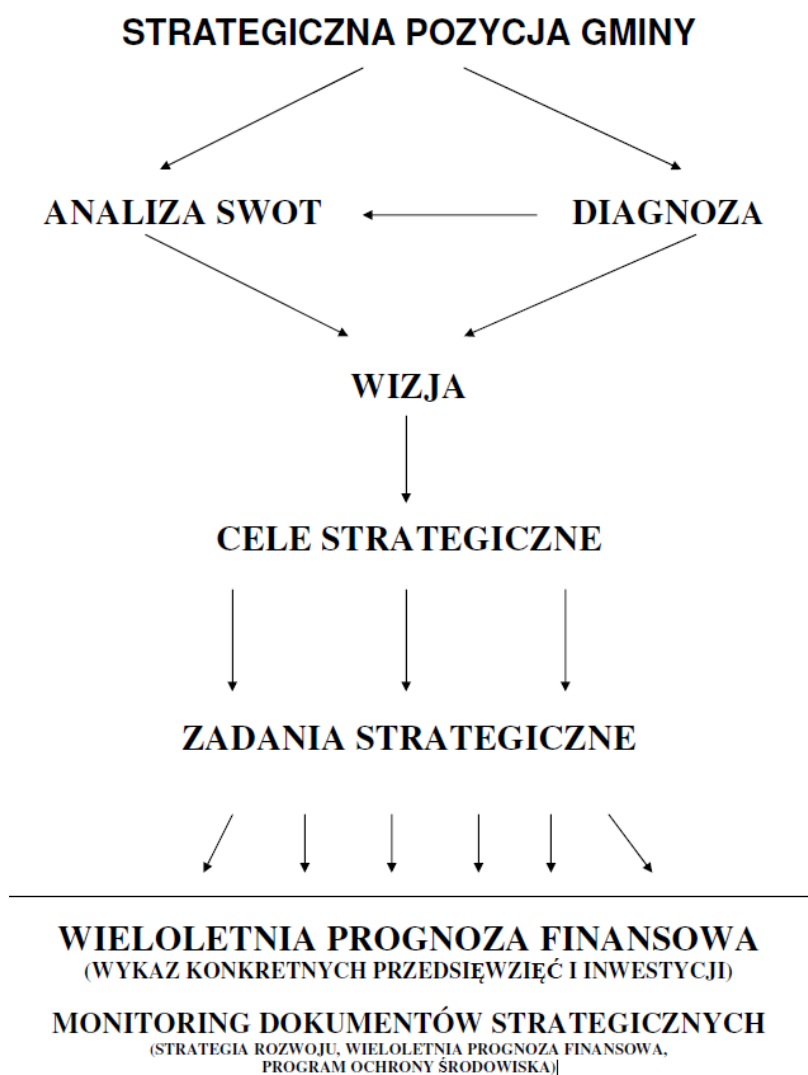 STRATEGICZNA POZYCJA GMINY
ANALIZA SWOT
DIAGNOZA
WIZJA
CELE STRATEGICZNE
ZADANIA STRATEGICZNE
WIELOLETNIA PROGNOZA FINANSOWA
(WYKAZ KONKRETNYCH PRZEDSIĘWZIĘĆ I INWESTYCJI)
MONITORING DOKUMENTÓW STRATEGICZNYCH
(STRATEGIA ROZWOJU, WIELOLETNIA PROGNOZA FINANSOWA,
PROGRAM OCHRONY ŚRODOWISKA)